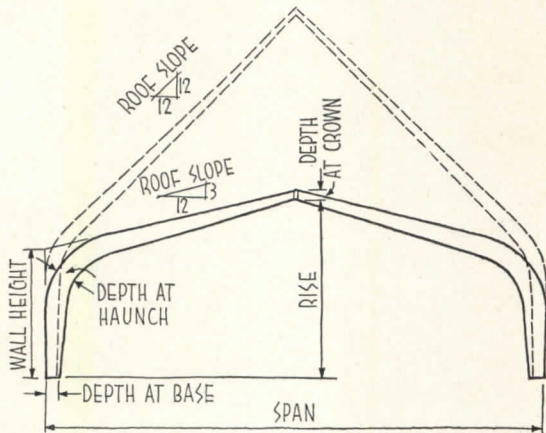 ROOF SLOPE
12
12
ROOF SLOPE
3
12
DEPTH
AT CROWN
WALL HEIGHT
DEPTH AT
HAUNCH
RISE
DEPTH AT BASE
SPAN